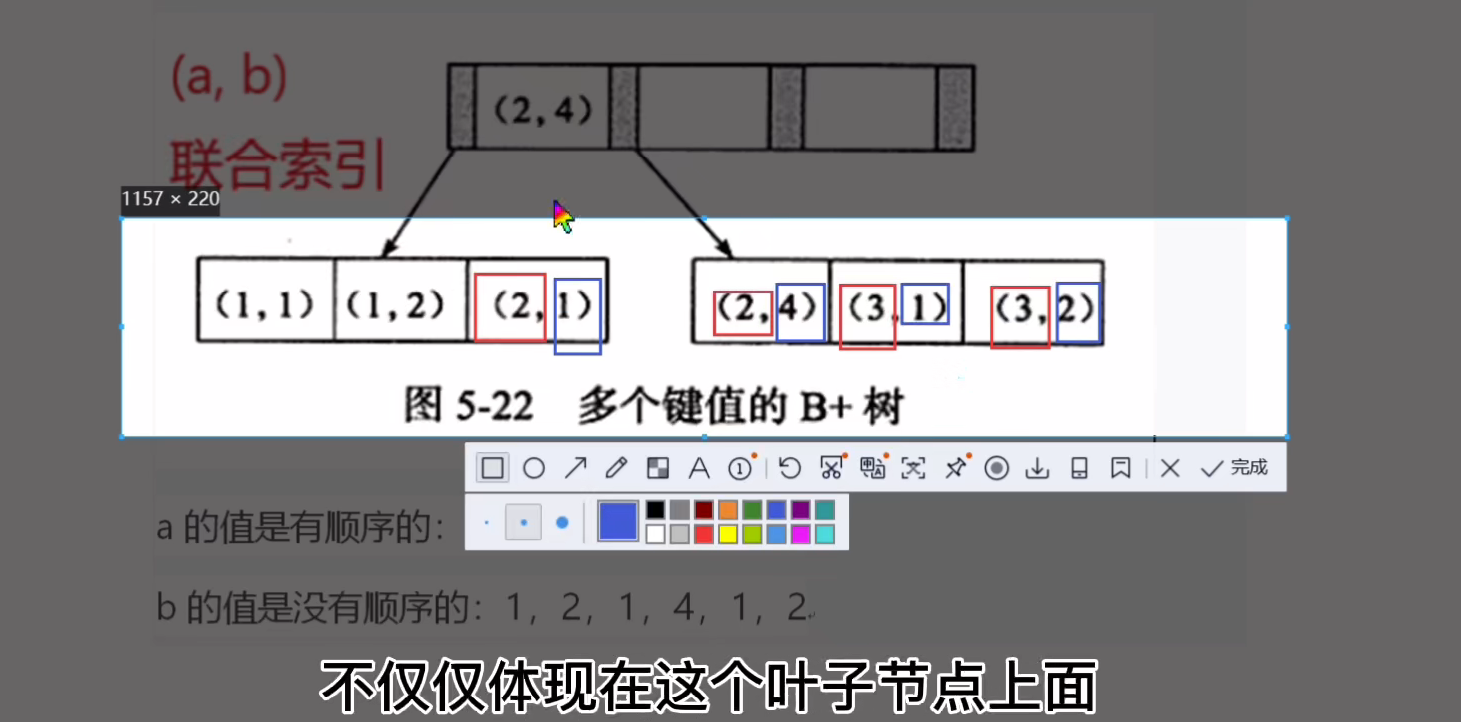 (a, b)
(2, 4)
联合索引
1157 × 220
(1, 1) (1, 2) (2, 1) (2, 4) (3, 1) (3, 2)
图 5-22 多个键值的 B+ 树
完成
a 的值是有顺序的：
b 的值是没有顺序的：1，2，1，4，1，2
不仅仅体现在这个叶子节点上面